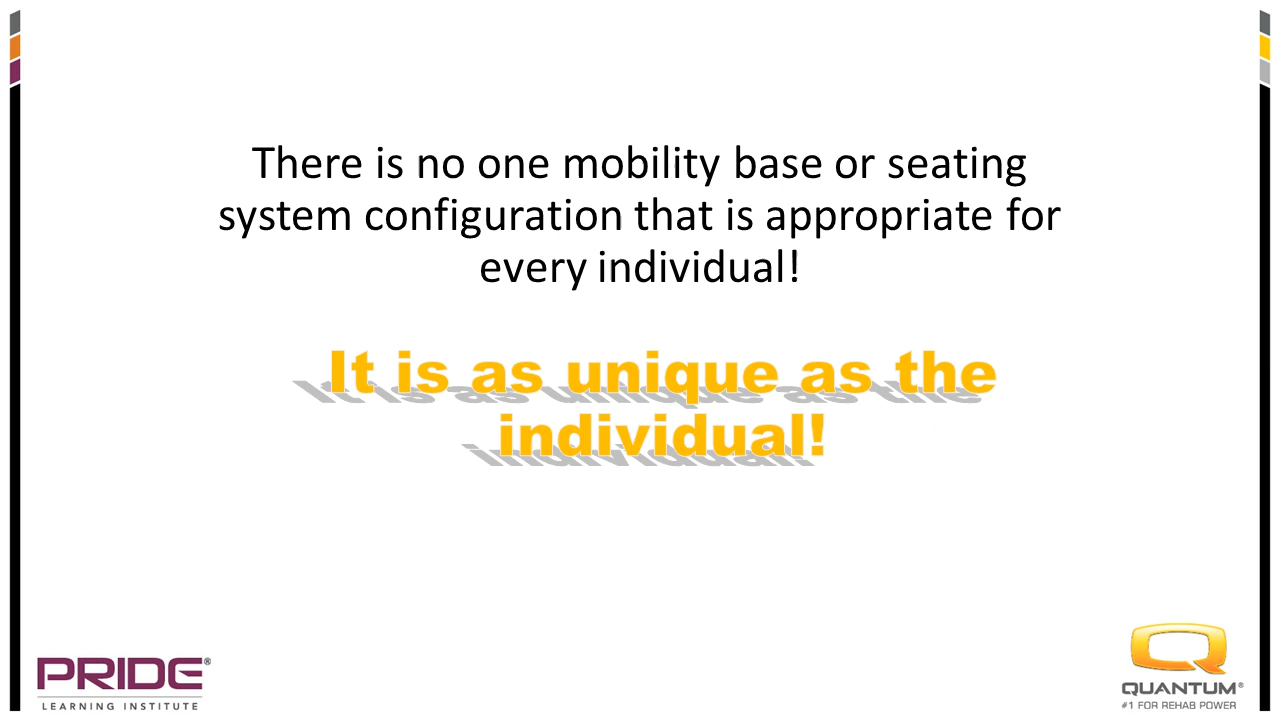 There is no one mobility base or seating
system configuration that is appropriate for
every individual!
It is as unique as the
individual!
PRIDE®
LEARNING INSTITUTE
QUANTUM®
#1 FOR REHAB POWER